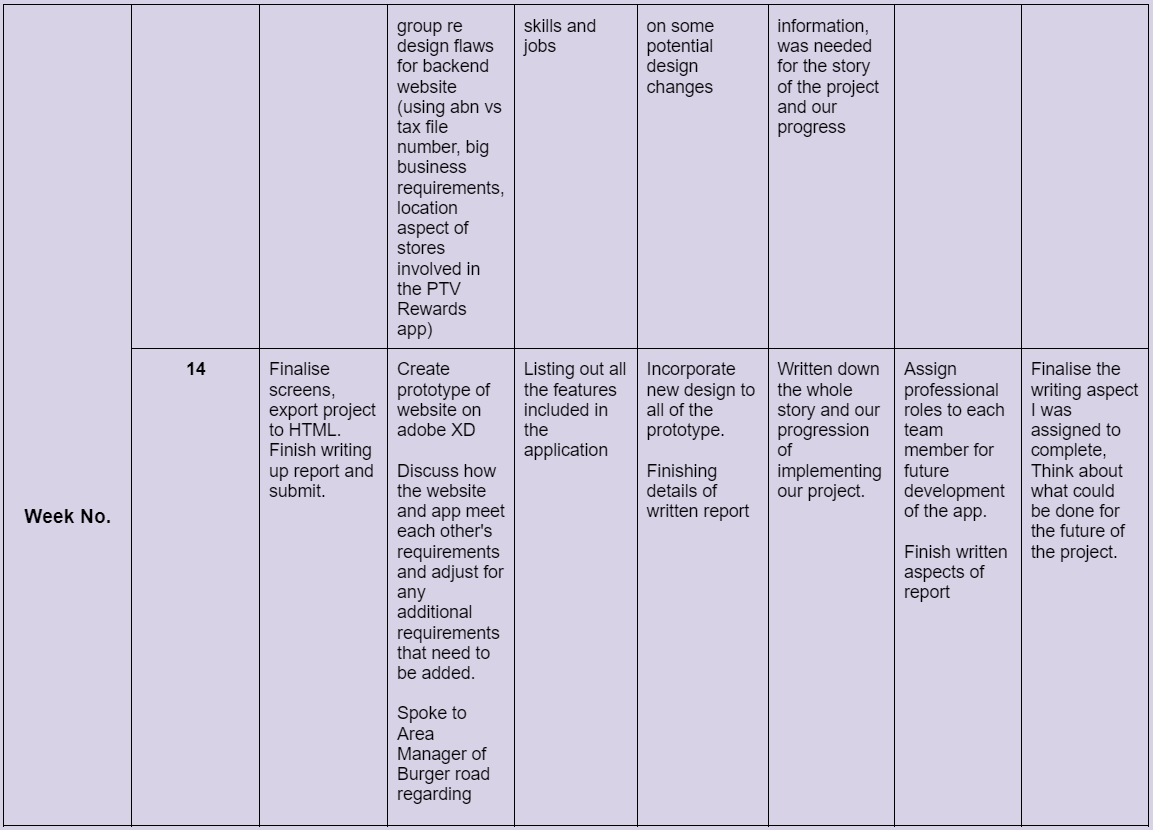 group re
design flaws
for backend
website
(using abn vs
tax file
number, big
business
requirements,
location
aspect of
stores
involved in
the PTV
Rewards
app)
skills and
jobs
on some
potential
design
changes
information,
was needed
for the story
of the project
and our
progress
Week No.
14
Finalise
screens,
export project
to HTML.
Finish writing
up report and
submit.
Create
prototype of
website on
adobe XD
Discuss how
the website
and app meet
each other's
requirements
and adjust for
any
additional
requirements
that need to
be added.
Spoke to
Area
Manager of
Burger road
regarding
Listing out all
the features
included in
the
application
Incorporate
new design to
all of the
prototype.
Finishing
details of
written report
Written down
the whole
story and our
progression
of
implementing
our project.
Assign
professional
roles to each
team
member for
future
development
of the app.
Finish written
aspects of
report
Finalise the
writing aspect
I was
assigned to
complete,
Think about
what could
be done for
the future of
the project.